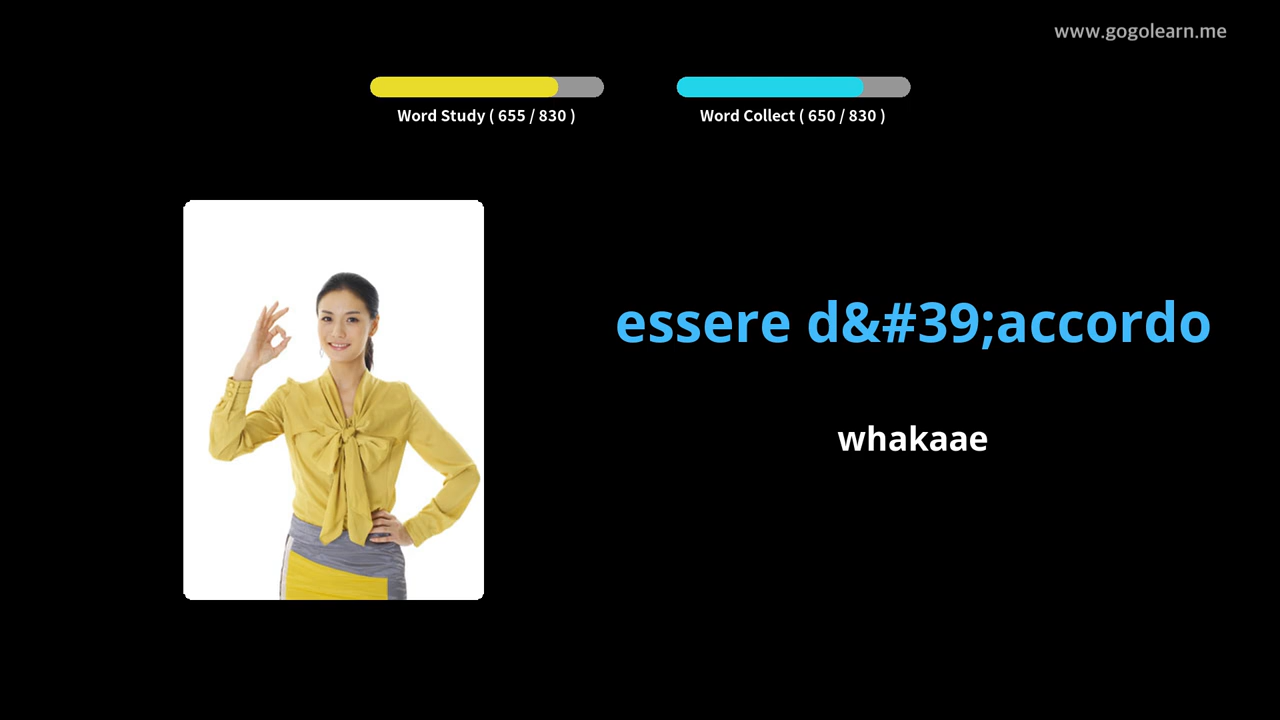 www.gogolearn.me
Word Study ( 655 / 830 )
Word Collect ( 650 / 830 )
essere d&#39;accordo
whakaae